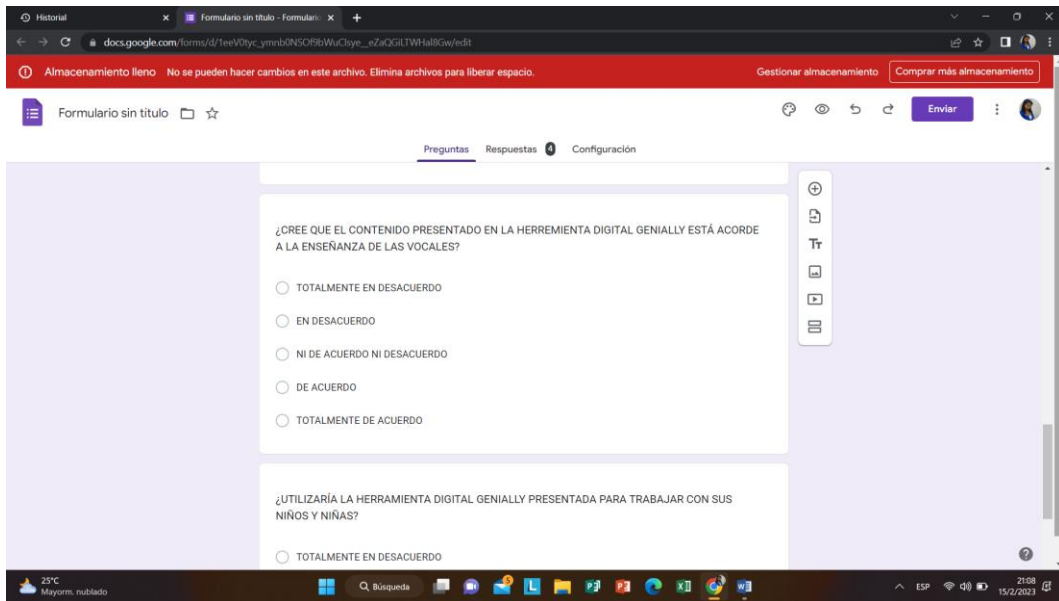 Historial
Formulario sin título - Formulario
docs.google.com/forms/d/1eeV0tyc_ymnb0NSOf9bWuClsye__eZaQGiLTWHal8Gw/edit
Almacenamiento lleno No se pueden hacer cambios en este archivo. Elimina archivos para liberar espacio. Gestionar almacenamiento Comprar más almacenamiento
Formulario sin título Enviar
Preguntas Respuestas 4 Configuración
¿CREE QUE EL CONTENIDO PRESENTADO EN LA HERREMIENTA DIGITAL GENIALLY ESTÁ ACORDE
A LA ENSEÑANZA DE LAS VOCALES?
TOTALMENTE EN DESACUERDO
EN DESACUERDO
NI DE ACUERDO NI DESACUERDO
DE ACUERDO
TOTALMENTE DE ACUERDO
¿UTILIZARÍA LA HERRAMIENTA DIGITAL GENIALLY PRESENTADA PARA TRABAJAR CON SUS
NIÑOS Y NIÑAS?
TOTALMENTE EN DESACUERDO
25°C
Mayorm. nublado
Búsqueda
ESP
21:08
15/2/2023